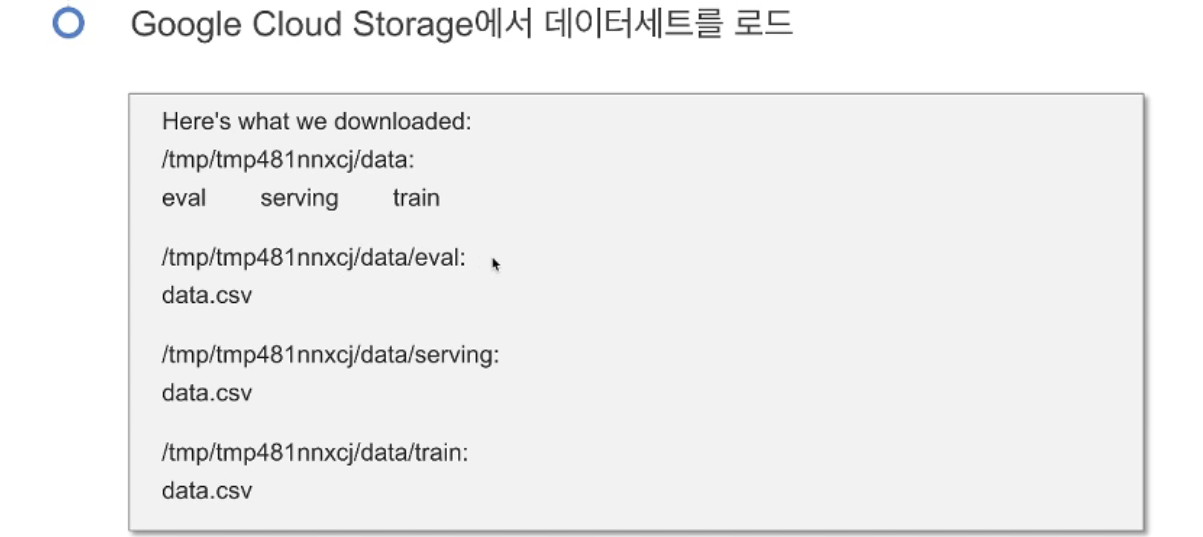 Google Cloud Storage에서 데이터세트를 로드
Here's what we downloaded:
/tmp/tmp481nnxcj/data:
eval serving train
/tmp/tmp481nnxcj/data/eval:
data.csv
/tmp/tmp481nnxcj/data/serving:
data.csv
/tmp/tmp481nnxcj/data/train:
data.csv